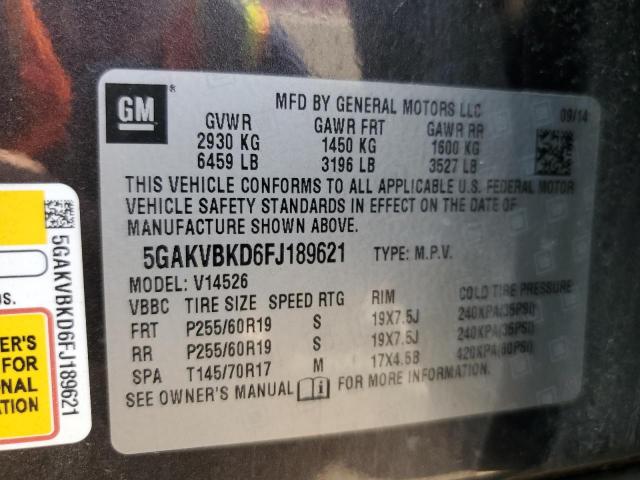 GM
®
MFD BY GENERAL MOTORS LLC
09/14
GVWR GAWR FRT GAWR RR
2930 KG 1450 KG 1600 KG
6459 LB 3196 LB 3527 LB
THIS VEHICLE CONFORMS TO ALL APPLICABLE U.S. FEDERAL MOTOR
VEHICLE SAFETY STANDARDS IN EFFECT ON THE DATE OF
MANUFACTURE SHOWN ABOVE.
5GAKVBKD6FJ189621 TYPE: M.P.V.
MODEL: V14526
VBBC TIRE SIZE SPEED RTG RIM COLD TIRE PRESSURE
FRT P255/60R19 S 19X7.5J 240KPA(35PSI)
RR P255/60R19 S 19X7.5J 240KPA(35PSI)
SPA T145/70R17 M 17X4.5B 420KPA(60PSI)
SEE OWNER'S MANUAL i FOR MORE INFORMATION.
5GAKVBKD6FJ189621
S.
ER'S
FOR
ONAL
ATION